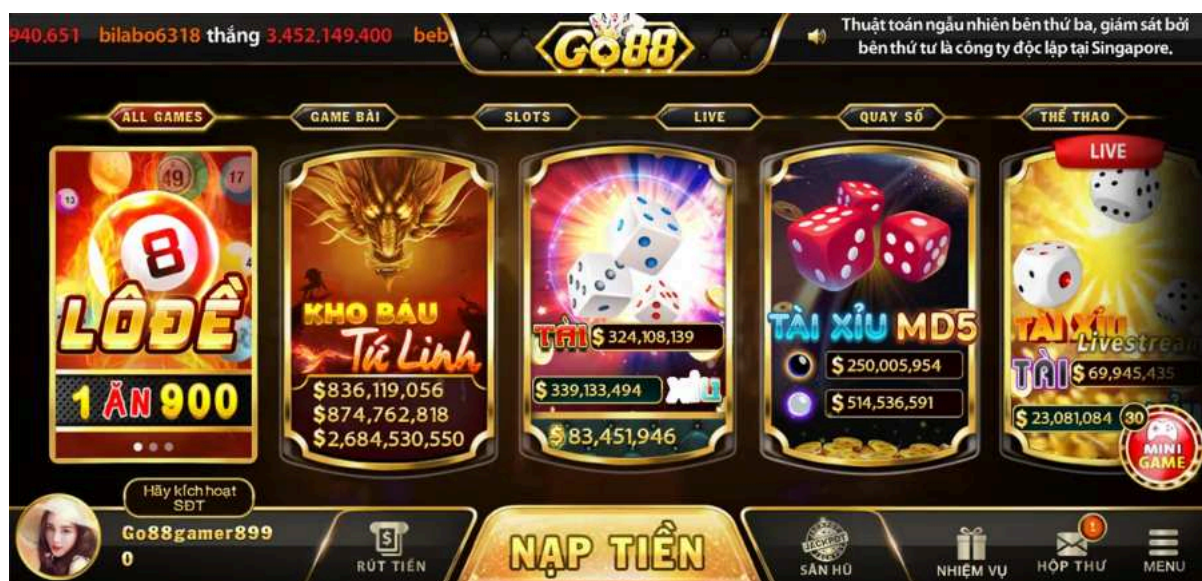 940.651 bilabo6318 thắng 3.452.149.400 beb
GO88
Thuật toán ngẫu nhiên bên thứ ba, giám sát bởi
bên thứ tư là công ty độc lập tại Singapore.
ALL GAMES
GAME BÀI
SLOTS
LIVE
QUAY SỐ
THỂ THAO
49
17
13
8
LÔĐỀ
1 ĂN 900
KHO BÁU
Tứ Linh
$836,119,056
$874,762,818
$2,684,530,550
TÀI $ 324,108,139
$ 339,133,494 XỈU
$ 83,451,946
TÀI XỈU MD5
$ 250,005,954
$ 514,536,591
LIVE
TÀI XỈU
Livestream
TÀI $ 69,945,435
$ 23,081,084 30
MINI
GAME
Hãy kích hoạt
SĐT
Go88gamer899
0
RÚT TIỀN
NẠP TIỀN
JACKPOT
SĂN HŨ
NHIỆM VỤ
1
HỘP THƯ
MENU